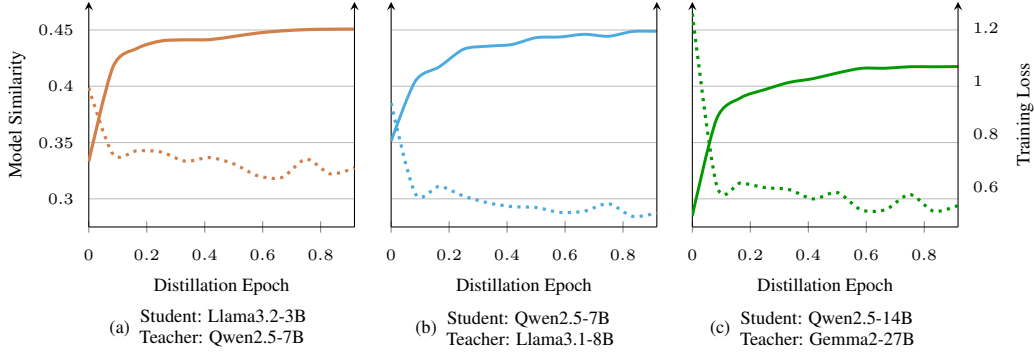 Model Similarity
0.45
0.4
0.35
0.3
0 0.2 0.4 0.6 0.8
Distillation Epoch
(a) Student: Llama3.2-3B
Teacher: Qwen2.5-7B
0 0.2 0.4 0.6 0.8
Distillation Epoch
(b) Student: Qwen2.5-7B
Teacher: Llama3.1-8B
0 0.2 0.4 0.6 0.8
Distillation Epoch
(c) Student: Qwen2.5-14B
Teacher: Gemma2-27B
1.2
1
0.8
0.6
Training Loss